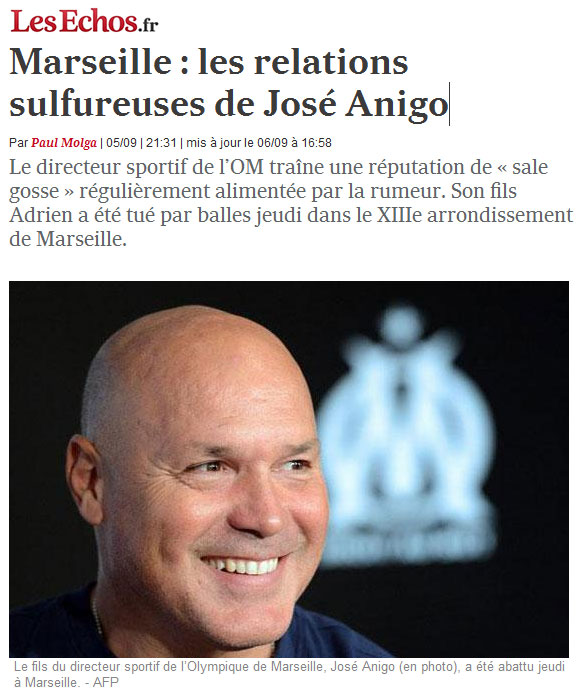 LesEchos.fr
Marseille : les relations
sulfureuses de José Anigo
Par Paul Molga | 05/09 | 21:31 | mis à jour le 06/09 à 16:58
Le directeur sportif de l'OM traîne une réputation de « sale
gosse » régulièrement alimentée par la rumeur. Son fils
Adrien a été tué par balles jeudi dans le XIIIe arrondissement
de Marseille.
Le fils du directeur sportif de l'Olympique de Marseille, José Anigo (en photo), a été abattu jeudi
à Marseille. - AFP